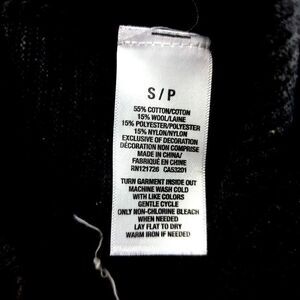 S / P
55% COTTON/COTON
15% WOOL/LAINE
15% POLYESTER/POLYESTER
15% NYLON/NYLON
EXCLUSIVE OF DECORATION
DÉCORATION NON COMPRISE
MADE IN CHINA/
FABRIQUÉ EN CHINE
RN121726 CA53201
TURN GARMENT INSIDE OUT
MACHINE WASH COLD
WITH LIKE COLORS
GENTLE CYCLE
ONLY NON-CHLORINE BLEACH
WHEN NEEDED
LAY FLAT TO DRY
WARM IRON IF NEEDED